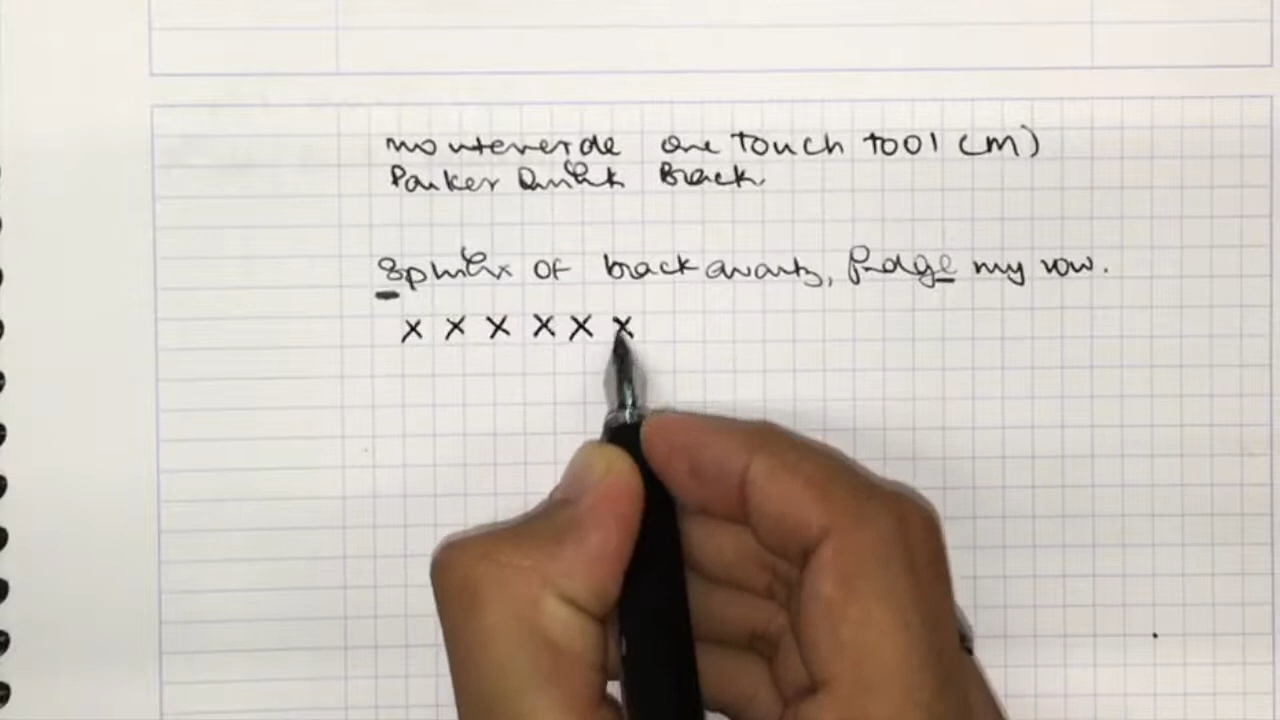 monteverde one Touch tool (M)
Parker Quink Black
Sphinx of black quartz, judge my vow.
x x x x x x